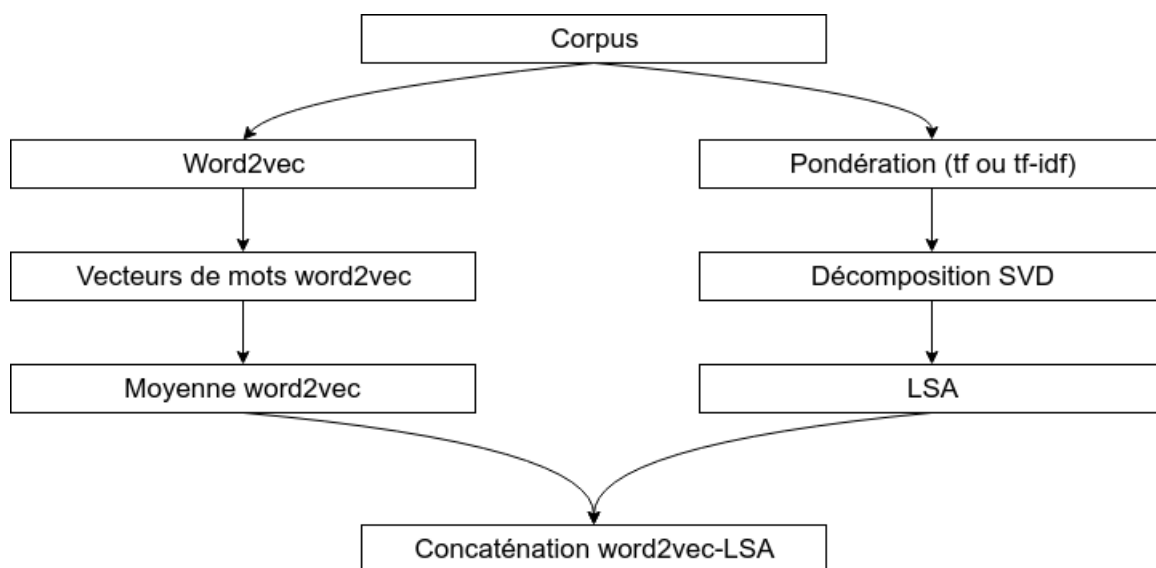 Corpus
Word2vec
Pondération (tf ou tf-idf)
Vecteurs de mots word2vec
Décomposition SVD
Moyenne word2vec
LSA
Concaténation word2vec-LSA